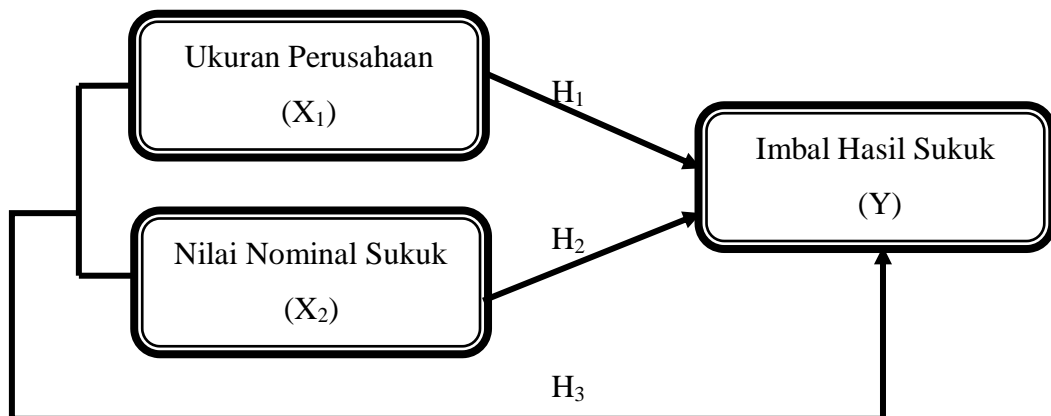 Ukuran Perusahaan
(X₁)
H₁
Imbal Hasil Sukuk
(Y)
Nilai Nominal Sukuk
(X₂)
H₂
H₃